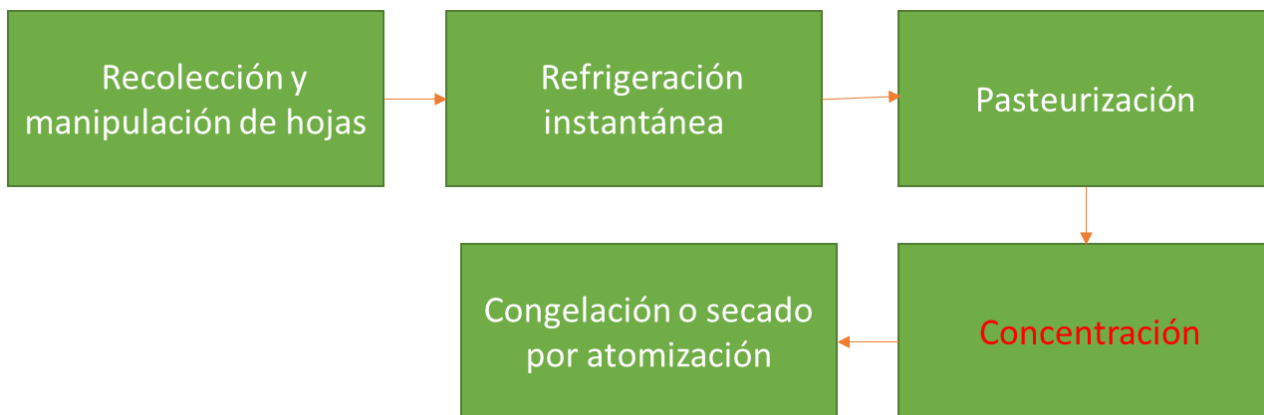 Recolección y
manipulación de hojas
Refrigeración
instantánea
Pasteurización
Concentración
Congelación o secado
por atomización